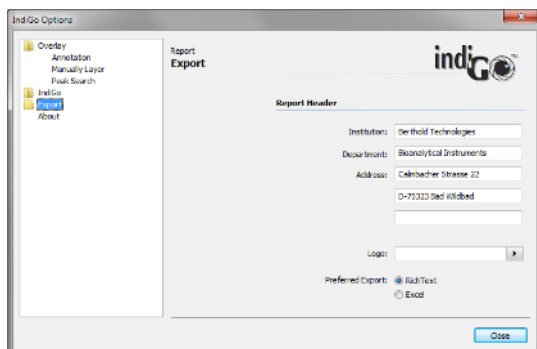 IndiGo Options
Overlay
Annotation
Manually Layer
Peak Search
IndiGo
Export
About
Report
Export
indiGo™
Report Header
Institution: Berthold Technologies
Department: Bioanalytical Instruments
Address: Calmbacher Strasse 22
D-75323 Bad Wildbad
Logo:
Preferred Export: RichText
Excel
Close